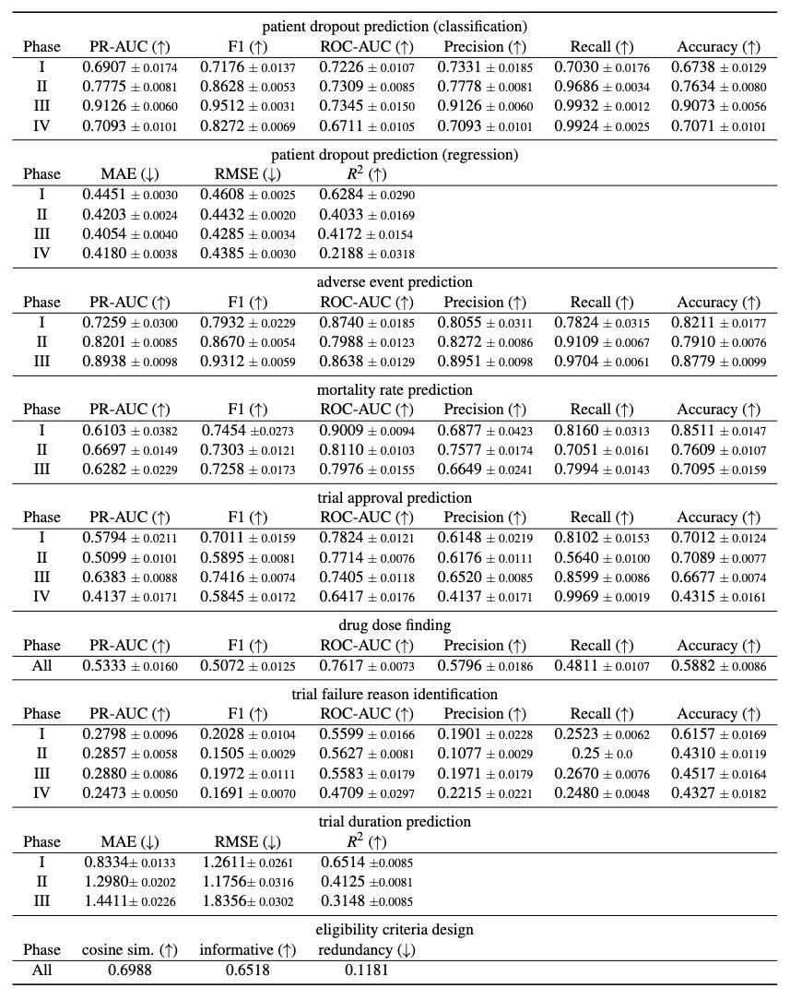 patient dropout prediction (classification)
Phase PR-AUC (↑) F1 (↑) ROC-AUC (↑) Precision (↑) Recall (↑) Accuracy (↑)
I 0.6907 ± 0.0174 0.7176 ± 0.0137 0.7226 ± 0.0107 0.7331 ± 0.0185 0.7030 ± 0.0176 0.6738 ± 0.0129
II 0.7775 ± 0.0081 0.8628 ± 0.0053 0.7309 ± 0.0085 0.7778 ± 0.0081 0.9686 ± 0.0034 0.7634 ± 0.0080
III 0.9126 ± 0.0060 0.9512 ± 0.0031 0.7345 ± 0.0150 0.9126 ± 0.0060 0.9932 ± 0.0012 0.9073 ± 0.0056
IV 0.7093 ± 0.0101 0.8272 ± 0.0069 0.6711 ± 0.0105 0.7093 ± 0.0101 0.9924 ± 0.0025 0.7071 ± 0.0101
patient dropout prediction (regression)
Phase MAE (↓) RMSE (↓) R² (↑)
I 0.4451 ± 0.0030 0.4608 ± 0.0025 0.6284 ± 0.0290
II 0.4203 ± 0.0024 0.4432 ± 0.0020 0.4033 ± 0.0169
III 0.4054 ± 0.0040 0.4285 ± 0.0034 0.4172 ± 0.0154
IV 0.4180 ± 0.0038 0.4385 ± 0.0030 0.2188 ± 0.0318
adverse event prediction
Phase PR-AUC (↑) F1 (↑) ROC-AUC (↑) Precision (↑) Recall (↑) Accuracy (↑)
I 0.7259 ± 0.0300 0.7932 ± 0.0229 0.8740 ± 0.0185 0.8055 ± 0.0311 0.7824 ± 0.0315 0.8211 ± 0.0177
II 0.8201 ± 0.0085 0.8670 ± 0.0054 0.7988 ± 0.0123 0.8272 ± 0.0086 0.9109 ± 0.0067 0.7910 ± 0.0076
III 0.8938 ± 0.0098 0.9312 ± 0.0059 0.8638 ± 0.0129 0.8951 ± 0.0098 0.9704 ± 0.0061 0.8779 ± 0.0099
mortality rate prediction
Phase PR-AUC (↑) F1 (↑) ROC-AUC (↑) Precision (↑) Recall (↑) Accuracy (↑)
I 0.6103 ± 0.0382 0.7454 ±0.0273 0.9009 ± 0.0094 0.6877 ± 0.0423 0.8160 ± 0.0313 0.8511 ± 0.0147
II 0.6697 ± 0.0149 0.7303 ± 0.0121 0.8110 ± 0.0103 0.7577 ± 0.0174 0.7051 ± 0.0161 0.7609 ± 0.0107
III 0.6282 ± 0.0229 0.7258 ± 0.0173 0.7976 ± 0.0155 0.6649 ± 0.0241 0.7994 ± 0.0143 0.7095 ± 0.0159
trial approval prediction
Phase PR-AUC (↑) F1 (↑) ROC-AUC (↑) Precision (↑) Recall (↑) Accuracy (↑)
I 0.5794 ± 0.0211 0.7011 ± 0.0159 0.7824 ± 0.0121 0.6148 ± 0.0219 0.8102 ± 0.0153 0.7012 ± 0.0124
II 0.5099 ± 0.0101 0.5895 ± 0.0081 0.7714 ± 0.0076 0.6176 ± 0.0111 0.5640 ± 0.0100 0.7089 ± 0.0077
III 0.6383 ± 0.0088 0.7416 ± 0.0074 0.7405 ± 0.0118 0.6520 ± 0.0085 0.8599 ± 0.0086 0.6677 ± 0.0074
IV 0.4137 ± 0.0171 0.5845 ± 0.0172 0.6417 ± 0.0176 0.4137 ± 0.0171 0.9969 ± 0.0019 0.4315 ± 0.0161
drug dose finding
Phase PR-AUC (↑) F1 (↑) ROC-AUC (↑) Precision (↑) Recall (↑) Accuracy (↑)
All 0.5333 ± 0.0160 0.5072 ± 0.0125 0.7617 ± 0.0073 0.5796 ± 0.0186 0.4811 ± 0.0107 0.5882 ± 0.0086
trial failure reason identification
Phase PR-AUC (↑) F1 (↑) ROC-AUC (↑) Precision (↑) Recall (↑) Accuracy (↑)
I 0.2798 ± 0.0096 0.2028 ± 0.0104 0.5599 ± 0.0166 0.1901 ± 0.0228 0.2523 ± 0.0062 0.6157 ± 0.0169
II 0.2857 ± 0.0058 0.1505 ± 0.0029 0.5627 ± 0.0081 0.1077 ± 0.0029 0.25 ± 0.0 0.4310 ± 0.0119
III 0.2880 ± 0.0086 0.1972 ± 0.0111 0.5583 ± 0.0179 0.1971 ± 0.0179 0.2670 ± 0.0076 0.4517 ± 0.0164
IV 0.2473 ± 0.0050 0.1691 ± 0.0070 0.4709 ± 0.0297 0.2215 ± 0.0221 0.2480 ± 0.0048 0.4327 ± 0.0182
trial duration prediction
Phase MAE (↓) RMSE (↓) R² (↑)
I 0.8334± 0.0133 1.2611± 0.0261 0.6514 ±0.0085
II 1.2980± 0.0202 1.1756± 0.0316 0.4125 ±0.0081
III 1.4411± 0.0226 1.8356± 0.0302 0.3148 ±0.0085
eligibility criteria design
Phase cosine sim. (↑) informative (↑) redundancy (↓)
All 0.6988 0.6518 0.1181